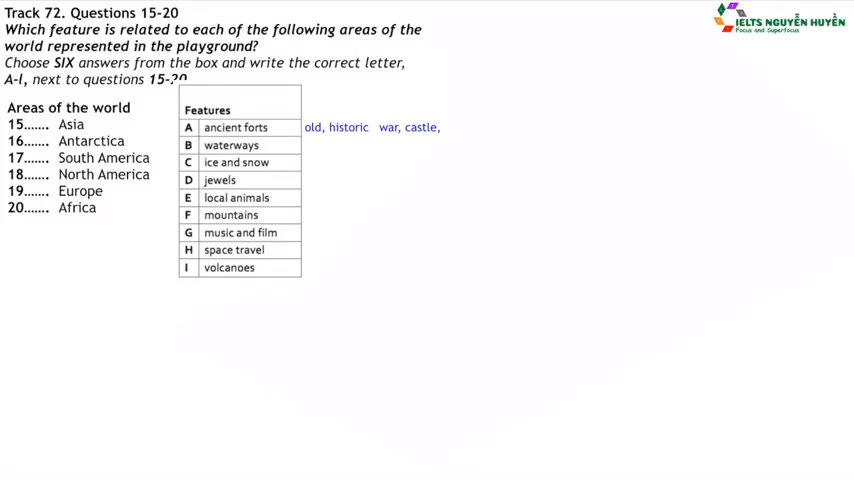 Track 72. Questions 15-20
Which feature is related to each of the following areas of the
world represented in the playground?
Choose SIX answers from the box and write the correct letter,
A-l, next to questions 15-20
IELTS NGUYỄN HUYỀN
Focus and Superfocus
Areas of the world
15....... Asia
16....... Antarctica
17....... South America
18....... North America
19....... Europe
20....... Africa
Features
A ancient forts old, historic war, castle,
B waterways
C ice and snow
D jewels
E local animals
F mountains
G music and film
H space travel
I volcanoes